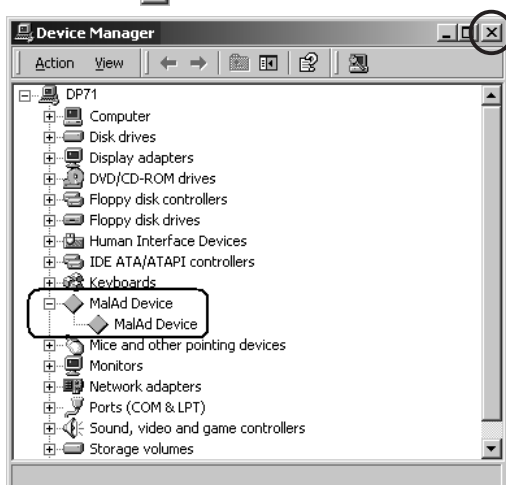 Device Manager
Action View
DP71
Computer
Disk drives
Display adapters
DVD/CD-ROM drives
Floppy disk controllers
Floppy disk drives
Human Interface Devices
IDE ATA/ATAPI controllers
Keyboards
MalAd Device
MalAd Device
Mice and other pointing devices
Monitors
Network adapters
Ports (COM & LPT)
Sound, video and game controllers
Storage volumes